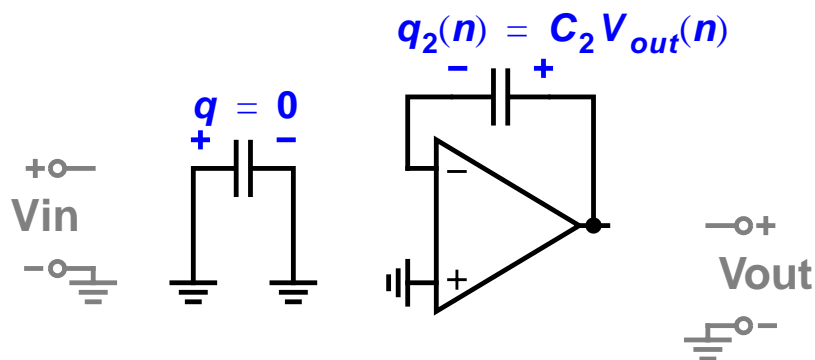 q₂(n) = C₂V_out(n)
− +
q = 0
+ −
+
Vin
−
−
+
+
Vout
−